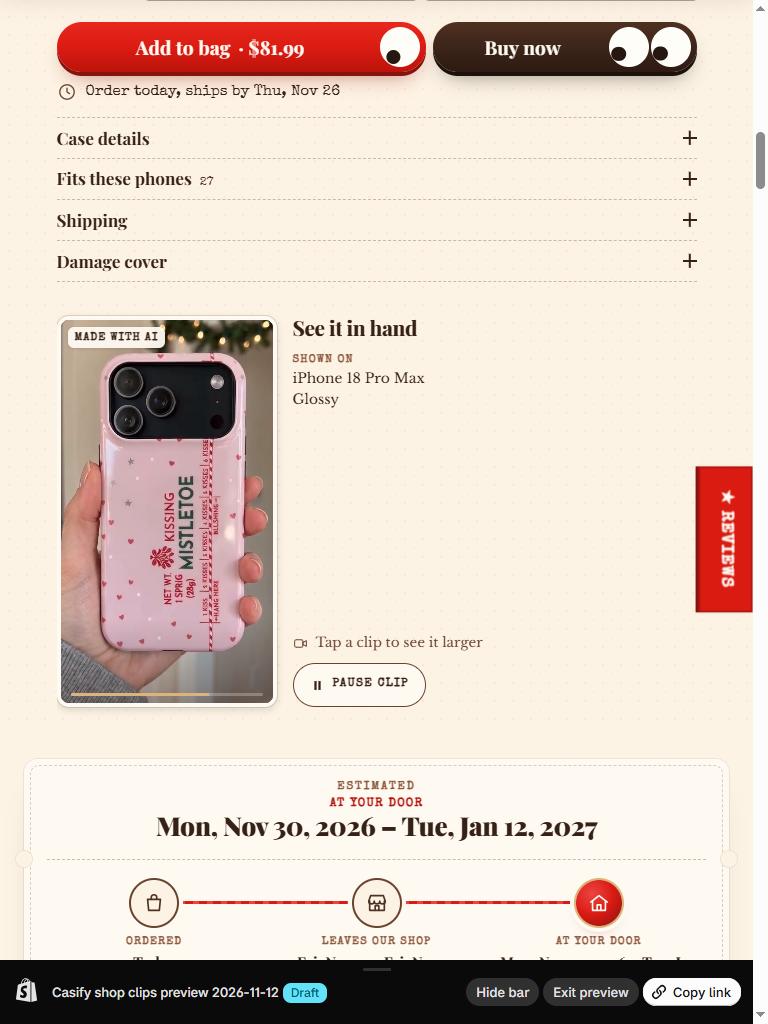 Add to bag · $81.99
Buy now
Order today, ships by Thu, Nov 26
Case details
Fits these phones 27
Shipping
Damage cover
MADE WITH AI
KISSING
MISTLETOE
NET WT.
1 SPRIG
(28g)
See it in hand
SHOWN ON
iPhone 18 Pro Max
Glossy
★ REVIEWS
Tap a clip to see it larger
PAUSE CLIP
ESTIMATED
AT YOUR DOOR
Mon, Nov 30, 2026 – Tue, Jan 12, 2027
ORDERED
LEAVES OUR SHOP
AT YOUR DOOR
Casify shop clips preview 2026-11-12
Draft
Hide bar
Exit preview
Copy link